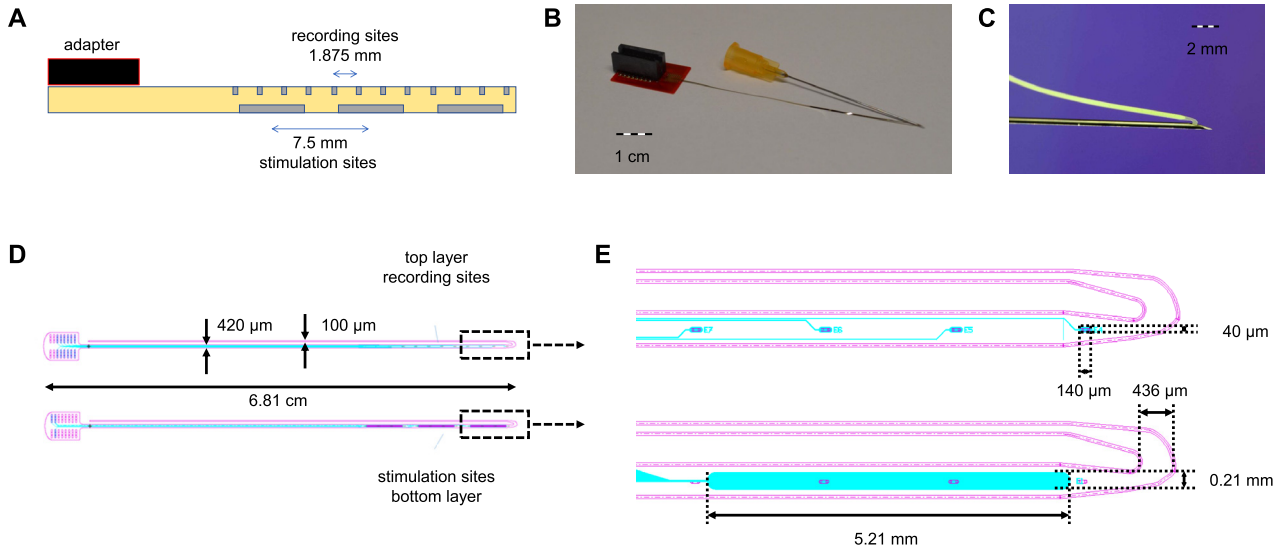 A
adapter
recording sites
1.875 mm
7.5 mm
stimulation sites
B
1 cm
C
2 mm
D
top layer
recording sites
420 µm
100 µm
6.81 cm
stimulation sites
bottom layer
E
E7
E6
E5
40 µm
140 µm
436 µm
0.21 mm
5.21 mm